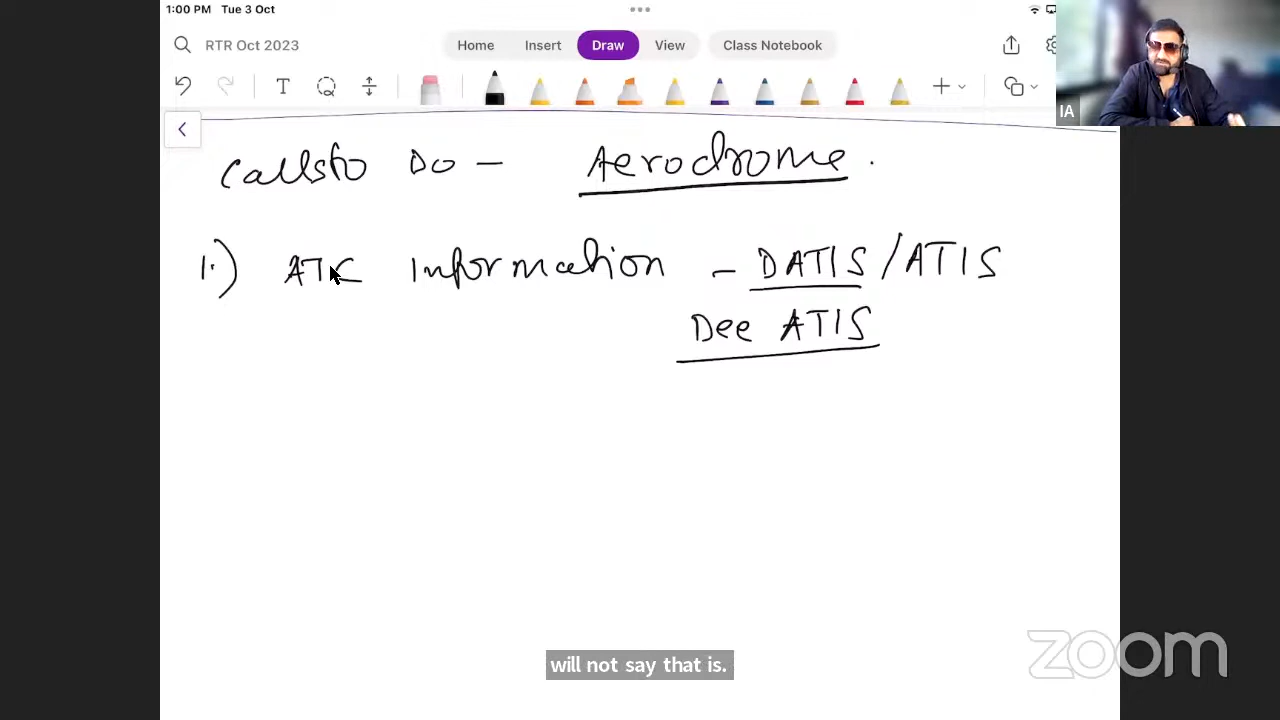 1:00 PM Tue 3 Oct
RTR Oct 2023
Home Insert Draw View Class Notebook
IA
Callsto Do - Aerodrome.
1.) ATC Information - DATIS/ATIS
Dee ATIS
will not say that is.
zoom